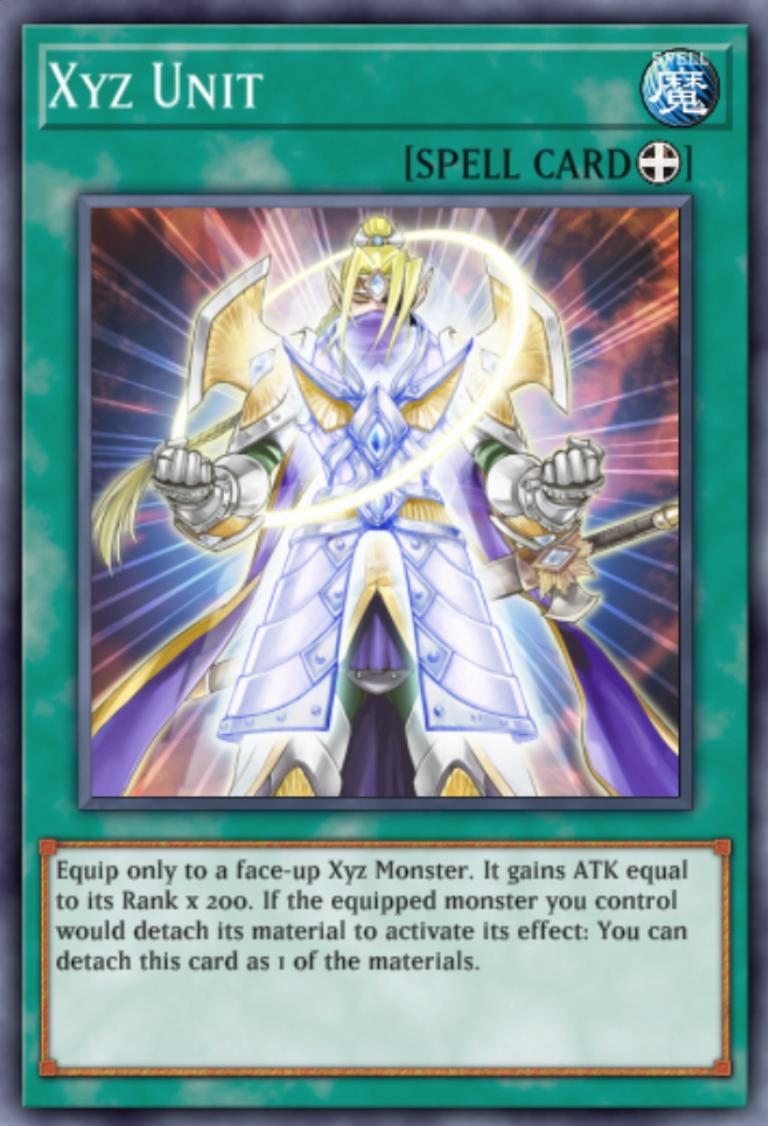 Xyz Unit
SPELL
魔
[SPELL CARD]
Equip only to a face-up Xyz Monster. It gains ATK equal
to its Rank x 200. If the equipped monster you control
would detach its material to activate its effect: You can
detach this card as 1 of the materials.